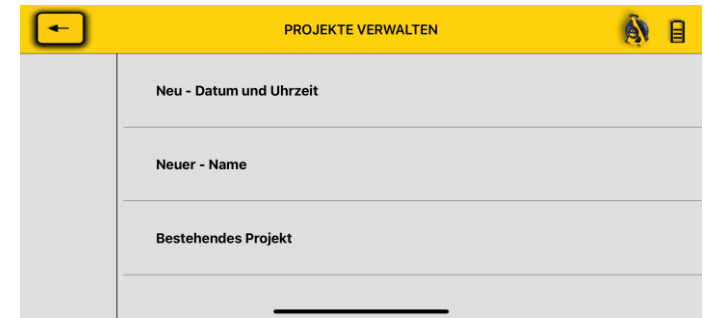 PROJEKTE VERWALTEN
Neu - Datum und Uhrzeit
Neuer - Name
Bestehendes Projekt